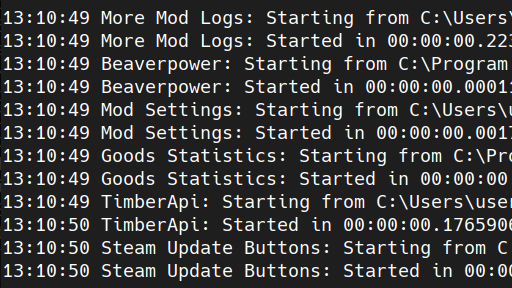 13:10:49 More Mod Logs: Starting from C:\Users\
13:10:49 More Mod Logs: Started in 00:00:00.223
13:10:49 Beaverpower: Starting from C:\Program
13:10:49 Beaverpower: Started in 00:00:00.00011
13:10:49 Mod Settings: Starting from C:\Users\u
13:10:49 Mod Settings: Started in 00:00:00.0017
13:10:49 Goods Statistics: Starting from C:\Pro
13:10:49 Goods Statistics: Started in 00:00:00
13:10:49 TimberApi: Starting from C:\Users\user
13:10:50 TimberApi: Started in 00:00:00.1765906
13:10:50 Steam Update Buttons: Starting from C
13:10:50 Steam Update Buttons: Started in 00:00